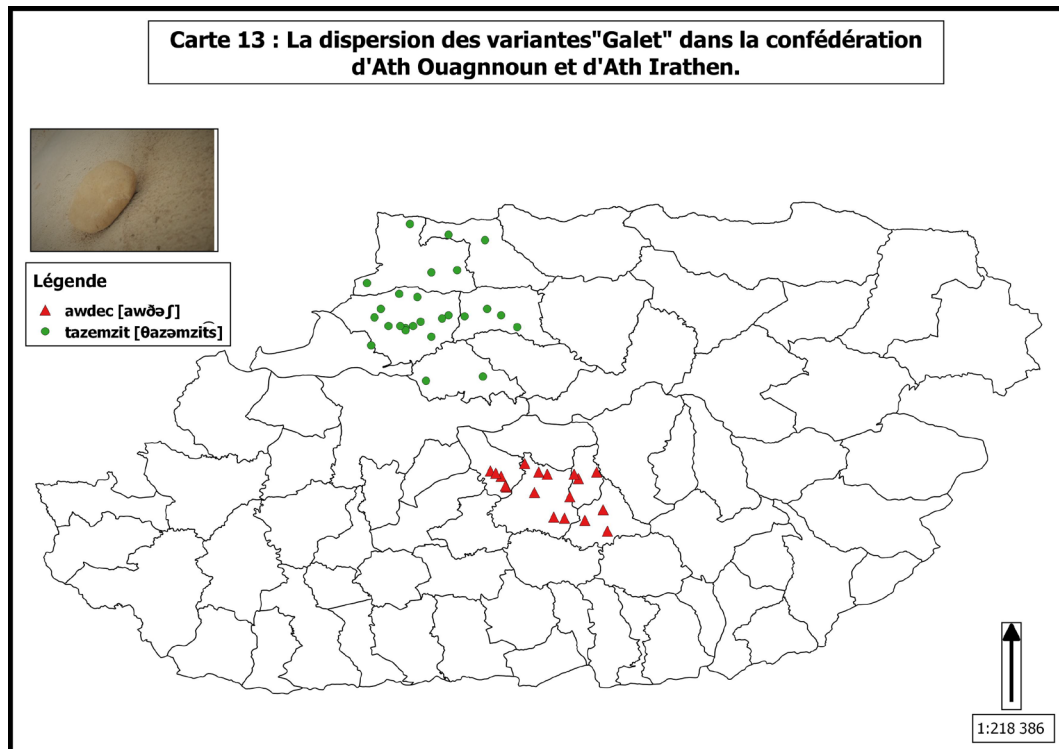 Carte 13 : La dispersion des variantes"Galet" dans la confédération
d'Ath Ouagnnoun et d'Ath Irathen.
Légende
awdec [awðəʃ]
tazemzit [θazəmzit͡s]
1:218 386